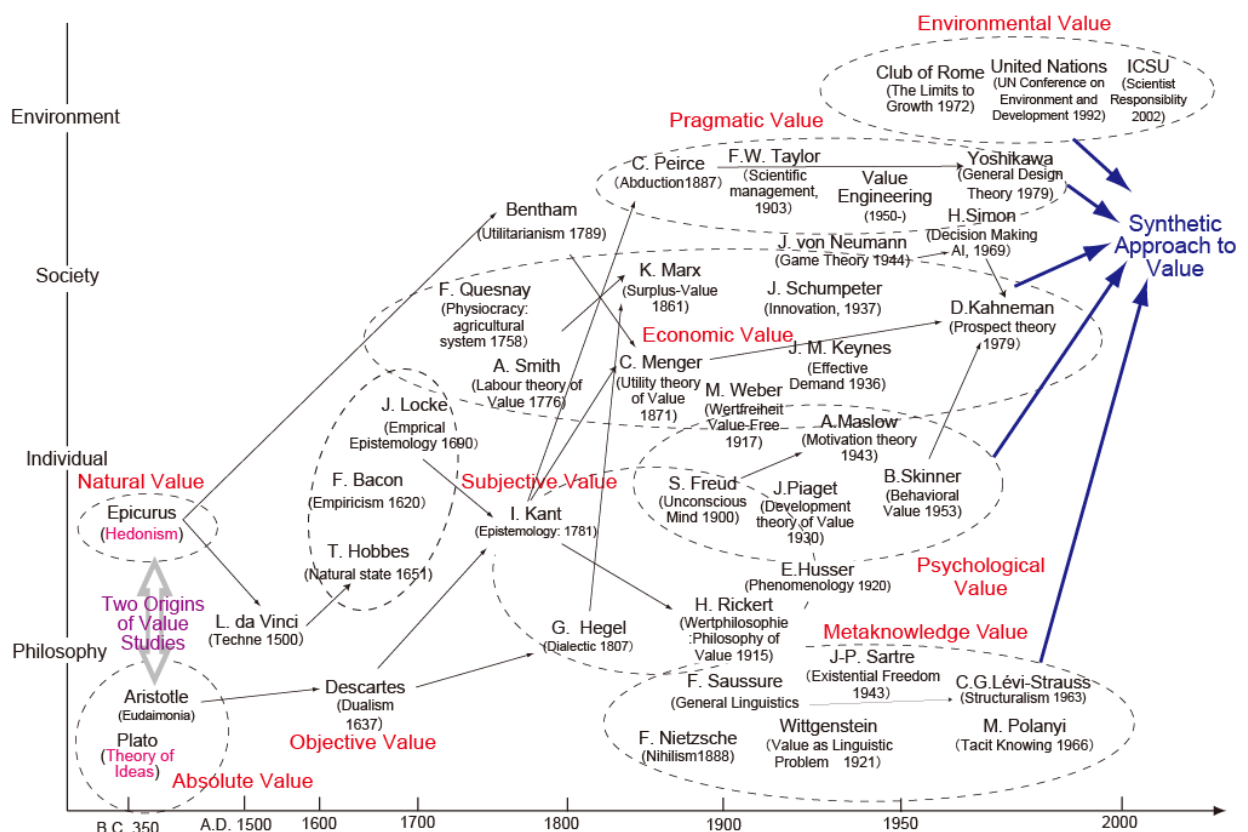 Environmental Value
Club of Rome
(The Limits to
Growth 1972)
United Nations
(UN Conference on
Environment and
Development 1992)
ICSU
(Scientist
Responsiblity
2002)
Environment
Pragmatic Value
C. Peirce
(Abduction1887)
F.W. Taylor
(Scientific
management,
1903)
Value
Engineering
(1950-)
Yoshikawa
(General Design
Theory 1979)
Bentham
(Utilitarianism 1789)
H.Simon
(Decision Making
AI, 1969)
Synthetic
Approach to
Value
J. von Neumann
(Game Theory 1944)
Society
F. Quesnay
(Physiocracy:
agricultural
system 1758)
K. Marx
(Surplus-Value
1861)
J. Schumpeter
(Innovation, 1937)
D.Kahneman
(Prospect theory
1979)
Economic Value
A. Smith
(Labour theory of
Value 1776)
C. Menger
(Utility theory
of Value
1871)
J. M. Keynes
(Effective
Demand 1936)
M. Weber
(Wertfreiheit
Value-Free
1917)
J. Locke
(Emprical
Epistemology 1690)
A.Maslow
(Motivation theory
1943)
Individual
Natural Value
Epicurus
(Hedonism)
F. Bacon
(Empiricism 1620)
Subjective Value
I. Kant
(Epistemology: 1781)
S. Freud
(Unconscious
Mind 1900)
J.Piaget
(Development
theory of Value
1930)
B.Skinner
(Behavioral
Value 1953)
T. Hobbes
(Natural state 1651)
E.Husser
(Phenomenology 1920)
Psychological
Value
Two Origins
of Value
Studies
L. da Vinci
(Techne 1500)
G. Hegel
(Dialectic 1807)
H. Rickert
(Wertphilosophie
:Philosophy of
Value 1915)
Metaknowledge Value
Philosophy
J-P. Sartre
(Existential Freedom
1943)
Aristotle
(Eudaimonia)
Descartes
(Dualism
1637)
F. Saussure
(General Linguistics
C.G.Lévi-Strauss
(Structuralism 1963)
Plato
(Theory of
Ideas)
Objective Value
F. Nietzsche
(Nihilism1888)
Wittgenstein
(Value as Linguistic
Problem 1921)
M. Polanyi
(Tacit Knowing 1966)
Absolute Value
B.C. 350
A.D. 1500
1600
1700
1800
1900
1950
2000